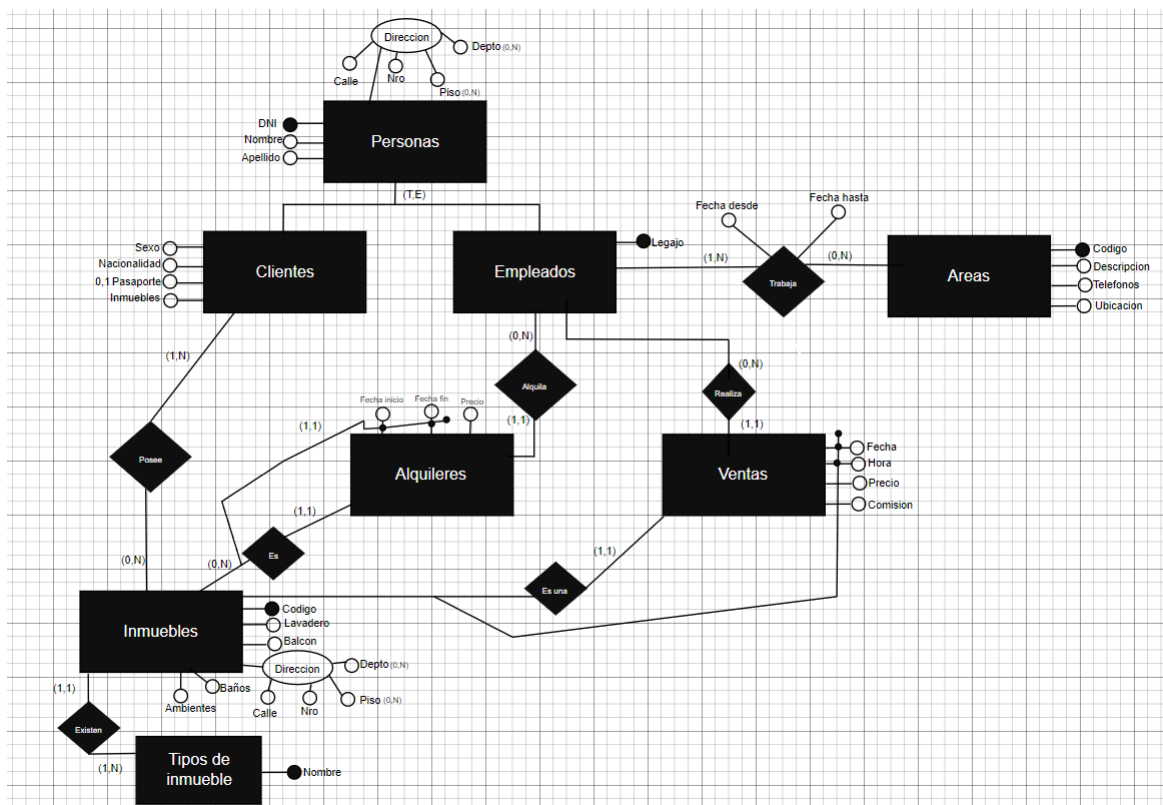 Direccion
Depto (0,N)
Calle
Nro
Piso (0,N)
DNI
Nombre
Apellido
Personas
(T,E)
Sexo
Nacionalidad
0,1 Pasaporte
Inmuebles
Clientes
Empleados
Legajo
(1,N)
Fecha desde
Fecha hasta
Trabaja
(0,N)
Areas
Codigo
Descripcion
Telefonos
Ubicacion
(1,N)
Posee
(0,N)
(0,N)
Alquila
(1,1)
(0,N)
Realiza
(1,1)
Fecha inicio
Fecha fin
Precio
(1,1)
Alquileres
Ventas
Fecha
Hora
Precio
Comision
(1,1)
Es
(0,N)
(1,1)
Es una
Inmuebles
Codigo
Lavadero
Balcon
Direccion
Depto (0,N)
Piso (0,N)
Calle
Nro
Baños
Ambientes
(1,1)
Existen
(1,N)
Tipos de
inmueble
Nombre